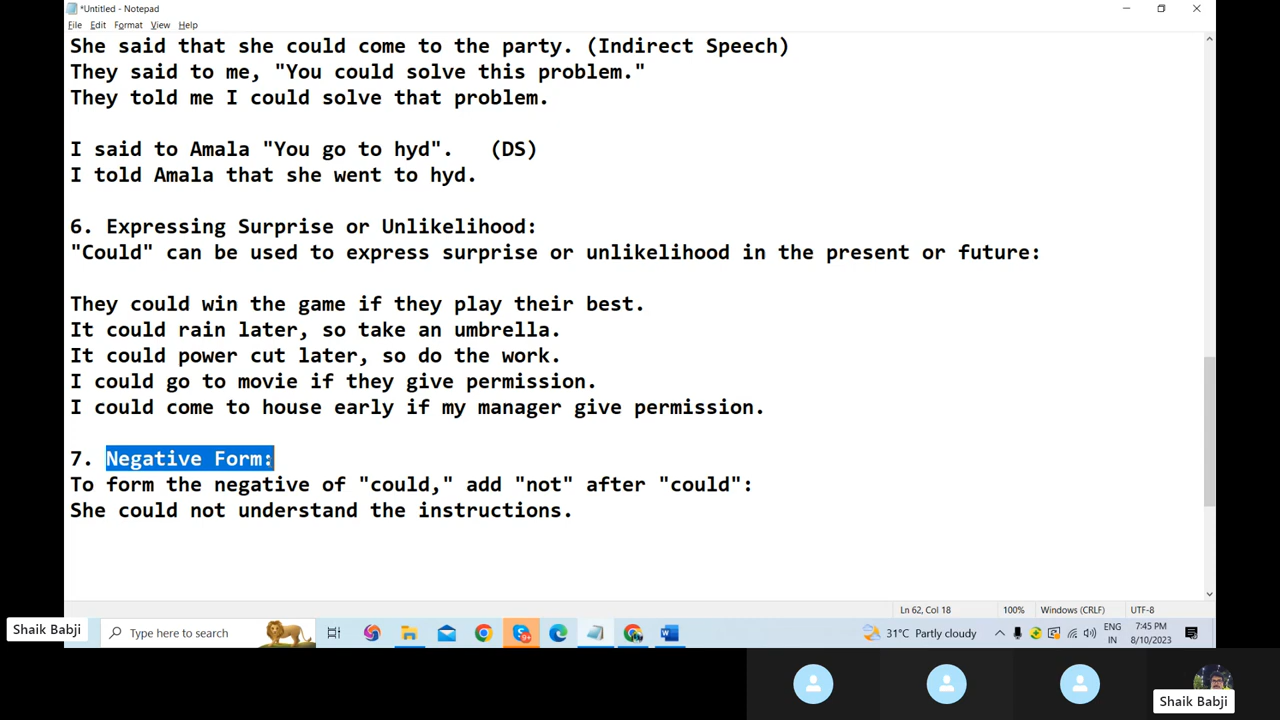 *Untitled - Notepad
File Edit Format View Help
She said that she could come to the party. (Indirect Speech)
They said to me, "You could solve this problem."
They told me I could solve that problem.
I said to Amala "You go to hyd". (DS)
I told Amala that she went to hyd.
6. Expressing Surprise or Unlikelihood:
"Could" can be used to express surprise or unlikelihood in the present or future:
They could win the game if they play their best.
It could rain later, so take an umbrella.
It could power cut later, so do the work.
I could go to movie if they give permission.
I could come to house early if my manager give permission.
7. Negative Form:
To form the negative of "could," add "not" after "could":
She could not understand the instructions.
Ln 62, Col 18 100% Windows (CRLF) UTF-8
Shaik Babji
Type here to search
31°C Partly cloudy
ENG
IN
7:45 PM
8/10/2023
Shaik Babji